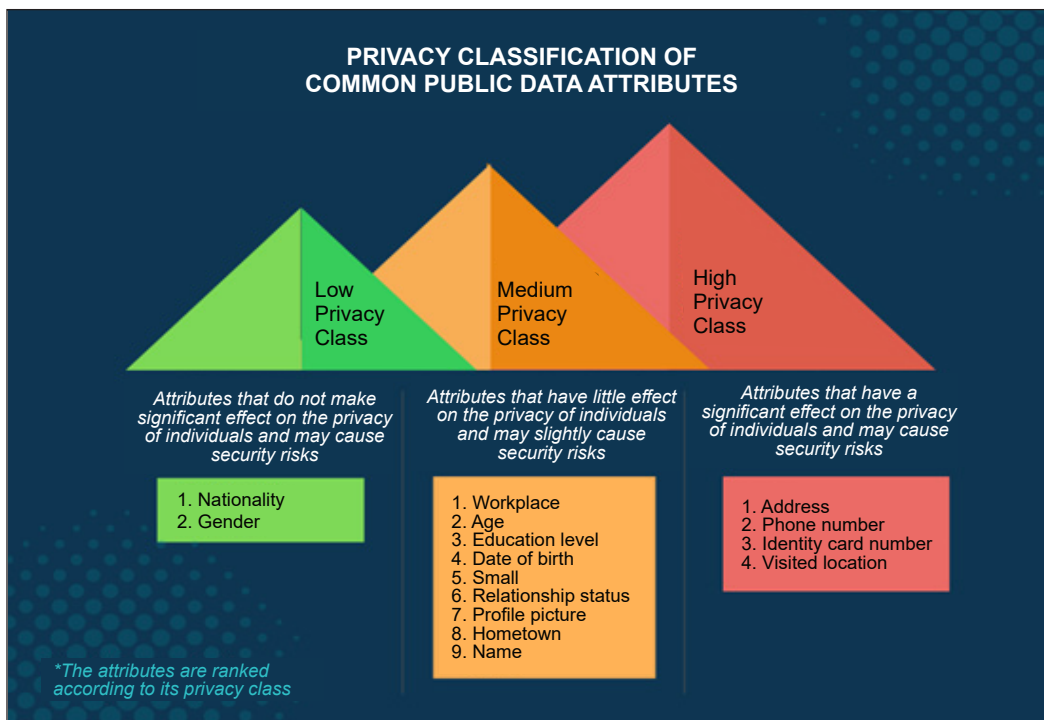 PRIVACY CLASSIFICATION OF
COMMON PUBLIC DATA ATTRIBUTES
Low
Privacy
Class
Medium
Privacy
Class
High
Privacy
Class
Attributes that do not make
significant effect on the privacy
of individuals and may cause
security risks
1. Nationality
2. Gender
Attributes that have little effect
on the privacy of individuals
and may slightly cause
security risks
1. Workplace
2. Age
3. Education level
4. Date of birth
5. Small
6. Relationship status
7. Profile picture
8. Hometown
9. Name
Attributes that have a
significant effect on the privacy
of individuals and may cause
security risks
1. Address
2. Phone number
3. Identity card number
4. Visited location
*The attributes are ranked
according to its privacy class